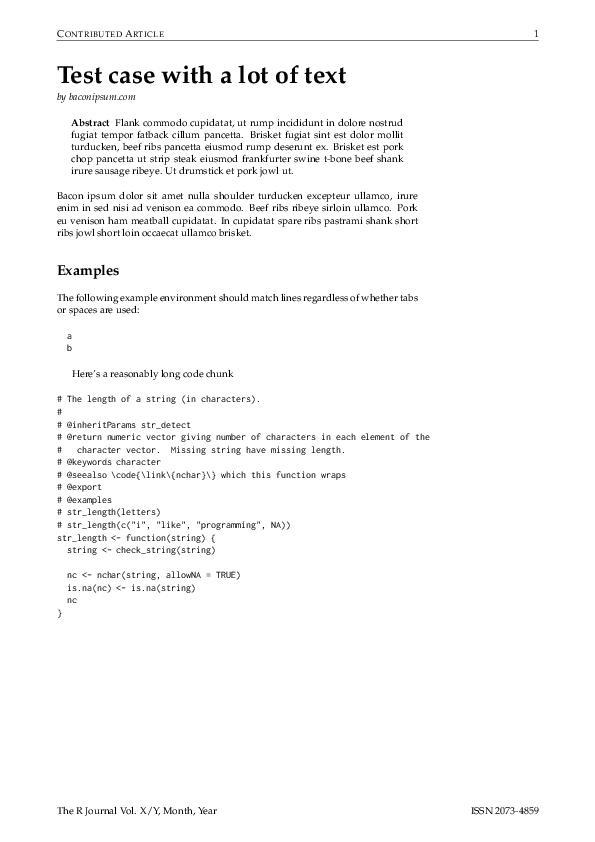 CONTRIBUTED ARTICLE 1
Test case with a lot of text
by baconipsum.com
Abstract Flank commodo cupidatat, ut rump incididunt in dolore nostrud
fugiat tempor fatback cillum pancetta. Brisket fugiat sint est dolor mollit
turducken, beef ribs pancetta eiusmod rump deserunt ex. Brisket est pork
chop pancetta ut strip steak eiusmod frankfurter swine t-bone beef shank
irure sausage ribeye. Ut drumstick et pork jowl ut.
Bacon ipsum dolor sit amet nulla shoulder turducken excepteur ullamco, irure
enim in sed nisi ad venison ea commodo. Beef ribs ribeye sirloin ullamco. Pork
eu venison ham meatball cupidatat. In cupidatat spare ribs pastrami shank short
ribs jowl short loin occaecat ullamco brisket.
Examples
The following example environment should match lines regardless of whether tabs
or spaces are used:
a
b
Here's a reasonably long code chunk
# The length of a string (in characters).
#
# @inheritParams str_detect
# @return numeric vector giving number of characters in each element of the
#   character vector.  Missing string have missing length.
# @keywords character
# @seealso \code{\link\{nchar}\} which this function wraps
# @export
# @examples
# str_length(letters)
# str_length(c("i", "like", "programming", NA))
str_length <- function(string) {
  string <- check_string(string)
  nc <- nchar(string, allowNA = TRUE)
  is.na(nc) <- is.na(string)
  nc
}
The R Journal Vol. X/Y, Month, Year ISSN 2073-4859